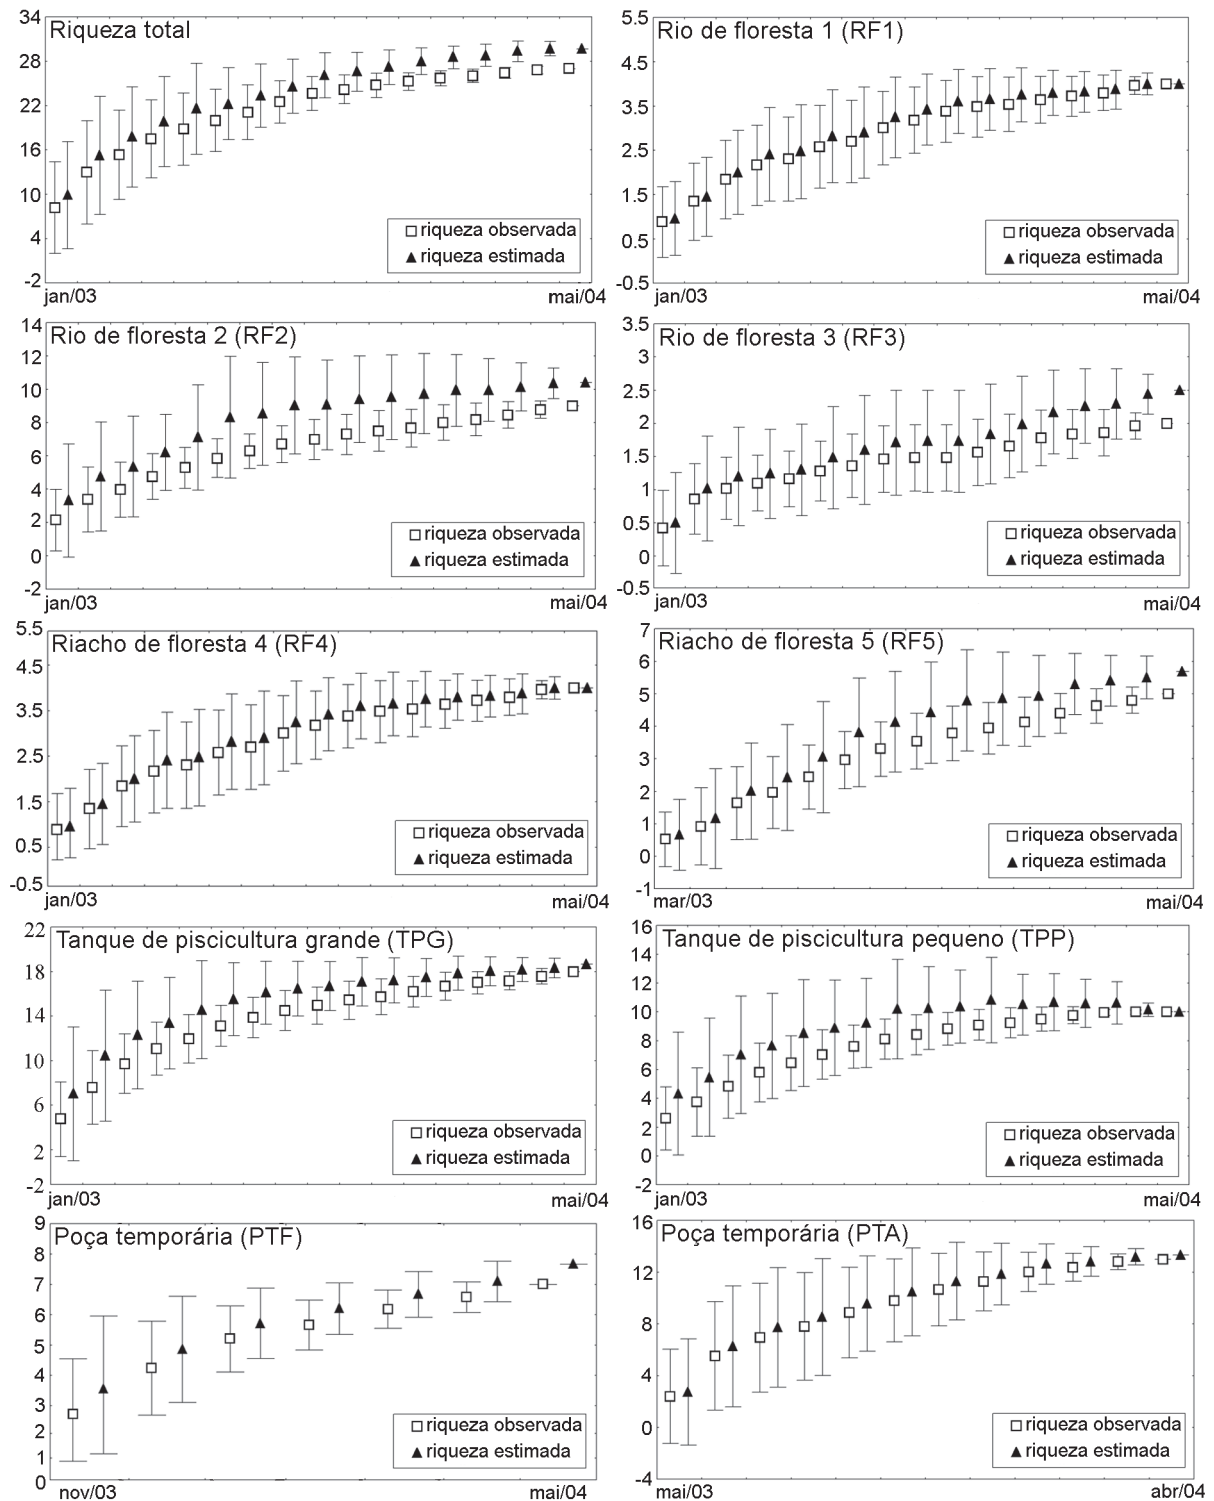 Riqueza total
34
28
22
16
10
4
-2
riqueza observada
riqueza estimada
jan/03
mai/04
Rio de floresta 1 (RF1)
5.5
4.5
3.5
2.5
1.5
0.5
-0.5
riqueza observada
riqueza estimada
jan/03
mai/04
Rio de floresta 2 (RF2)
14
12
10
8
6
4
2
0
-2
riqueza observada
riqueza estimada
jan/03
mai/04
Rio de floresta 3 (RF3)
3.5
3
2.5
2
1.5
1
0.5
0
-0.5
riqueza observada
riqueza estimada
jan/03
mai/04
Riacho de floresta 4 (RF4)
5.5
4.5
3.5
2.5
1.5
0.5
-0.5
riqueza observada
riqueza estimada
jan/03
mai/04
Riacho de floresta 5 (RF5)
7
6
5
4
3
2
1
0
-1
riqueza observada
riqueza estimada
mar/03
mai/04
Tanque de piscicultura grande (TPG)
22
18
14
10
6
2
-2
riqueza observada
riqueza estimada
jan/03
mai/04
Tanque de piscicultura pequeno (TPP)
16
14
12
10
8
6
4
2
0
-2
riqueza observada
riqueza estimada
jan/03
mai/04
Poça temporária (PTF)
9
8
7
6
5
4
3
2
1
0
riqueza observada
riqueza estimada
nov/03
mai/04
Poça temporária (PTA)
16
12
8
4
0
-4
riqueza observada
riqueza estimada
mai/03
abr/04